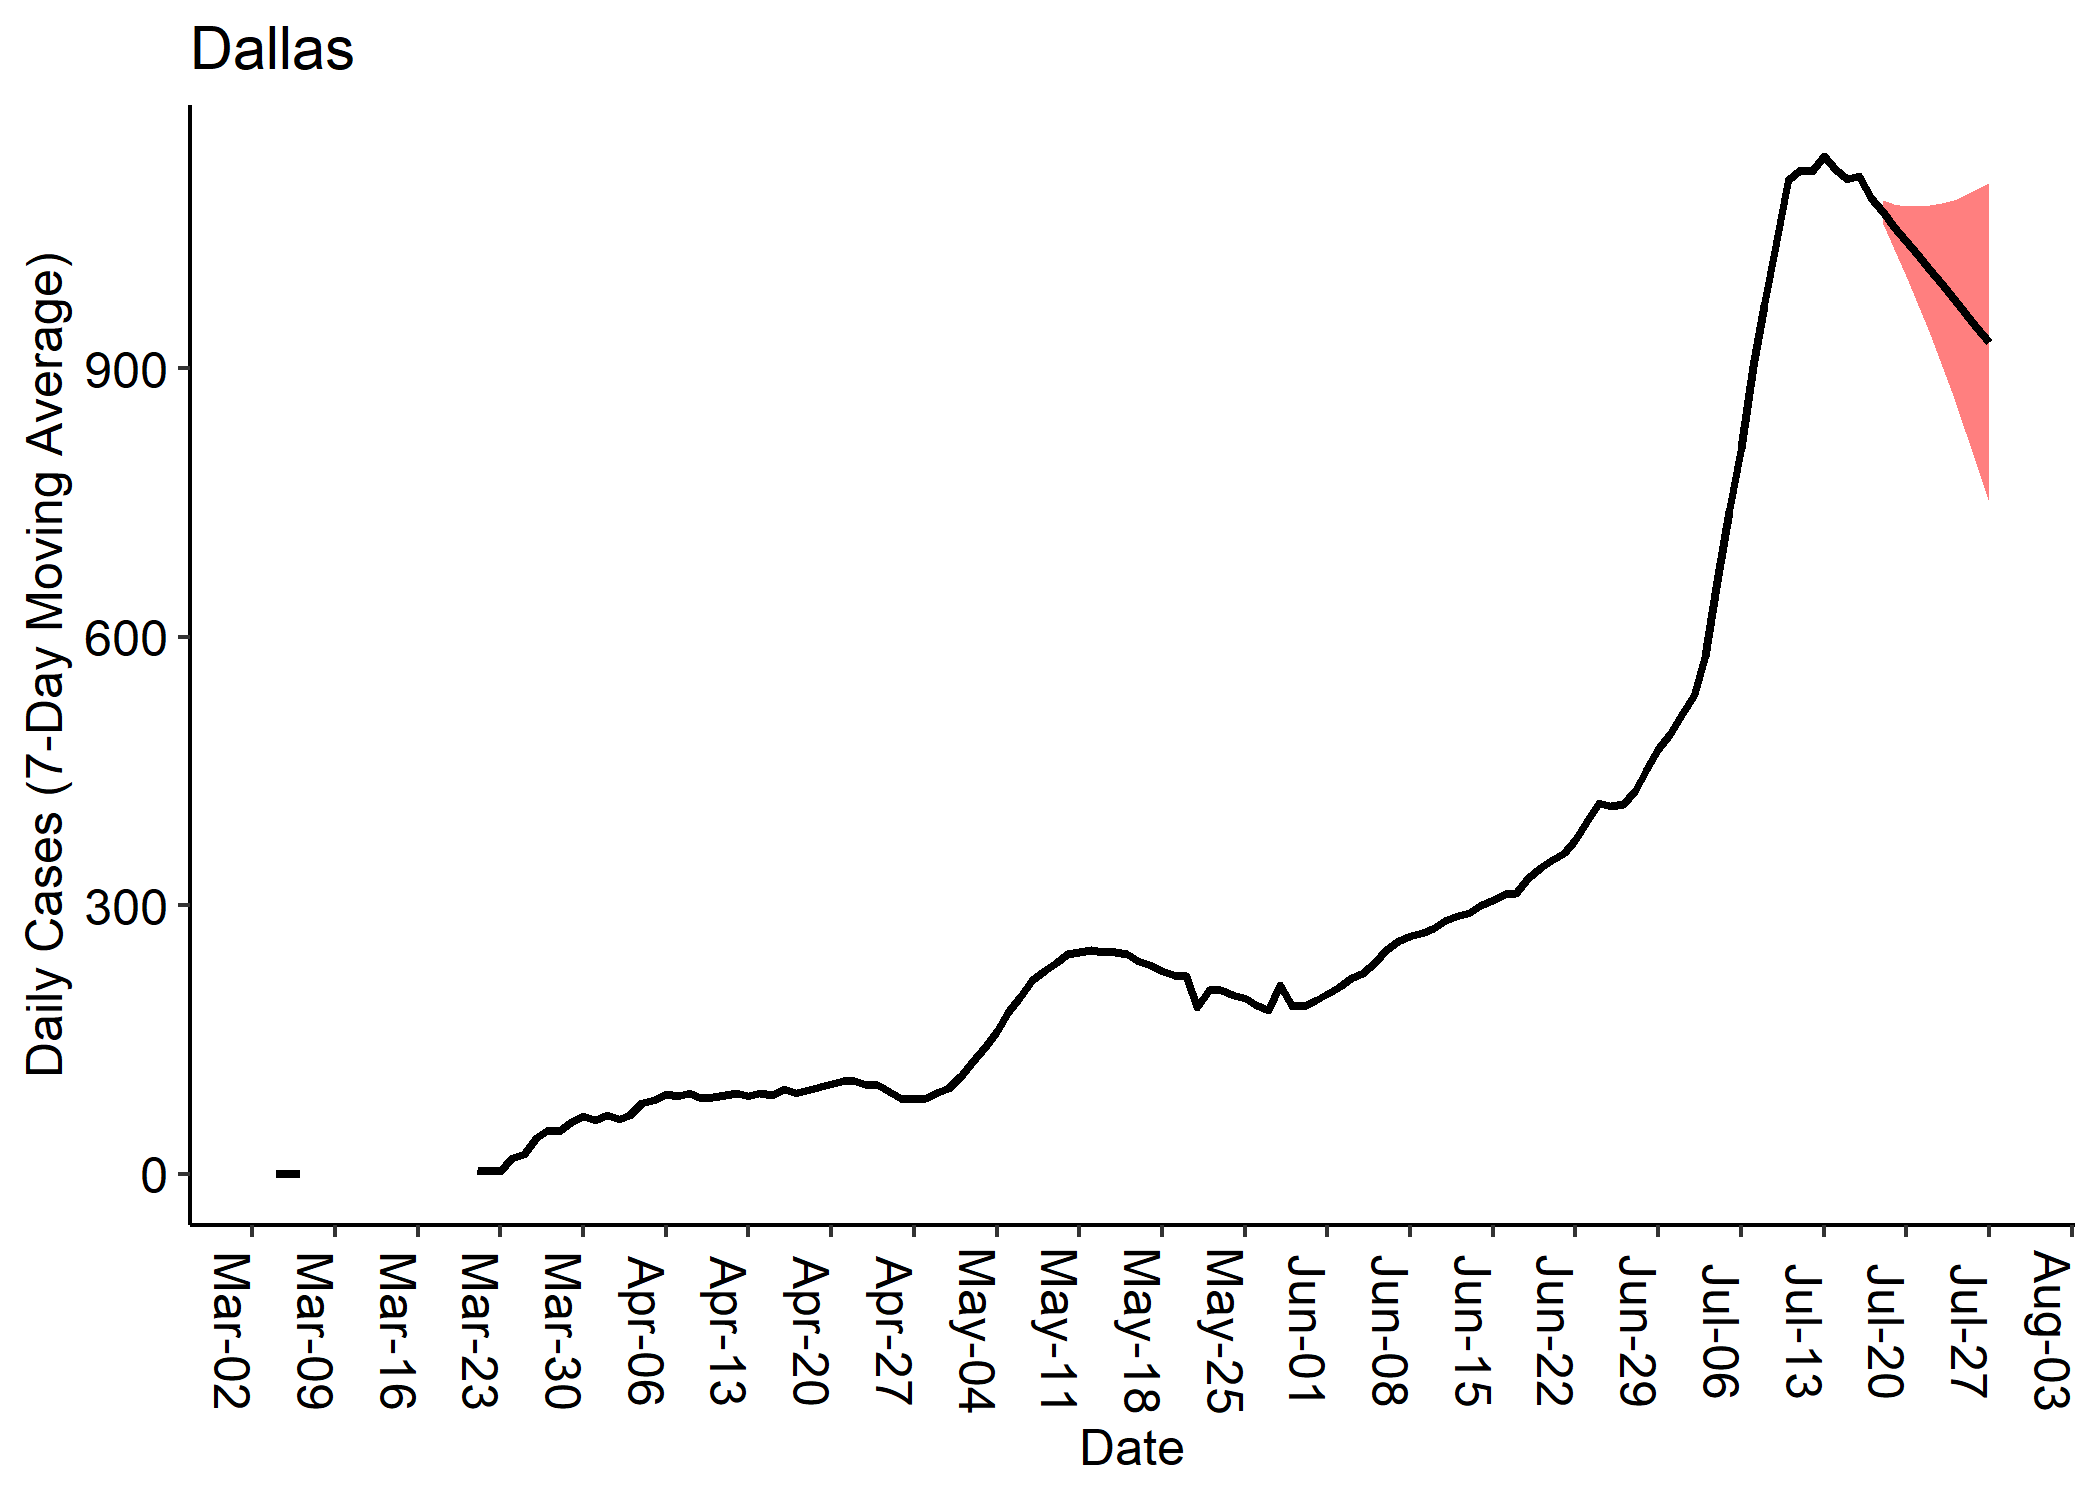 Dallas
Daily Cases (7-Day Moving Average)
900
600
300
0
Mar-02
Mar-09
Mar-16
Mar-23
Mar-30
Apr-06
Apr-13
Apr-20
Apr-27
May-04
May-11
May-18
May-25
Jun-01
Jun-08
Jun-15
Jun-22
Jun-29
Jul-06
Jul-13
Jul-20
Jul-27
Aug-03
Date